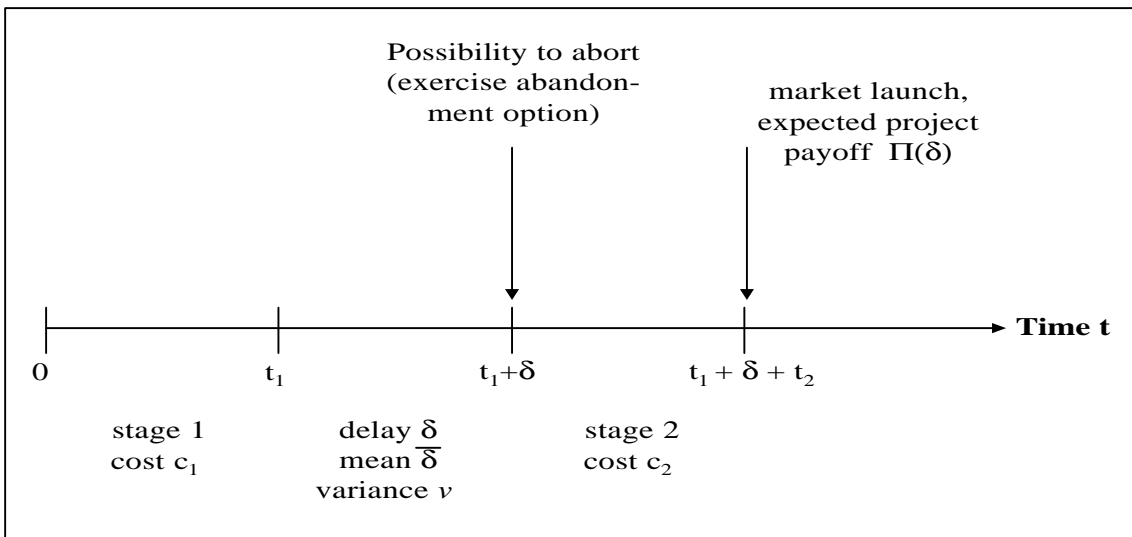 Possibility to abort
(exercise abandon-
ment option)
market launch,
expected project
payoff Π(δ)
Time t
0
t₁
t₁+δ
t₁ + δ + t₂
stage 1
cost c₁
delay δ
mean δ̅
variance v
stage 2
cost c₂